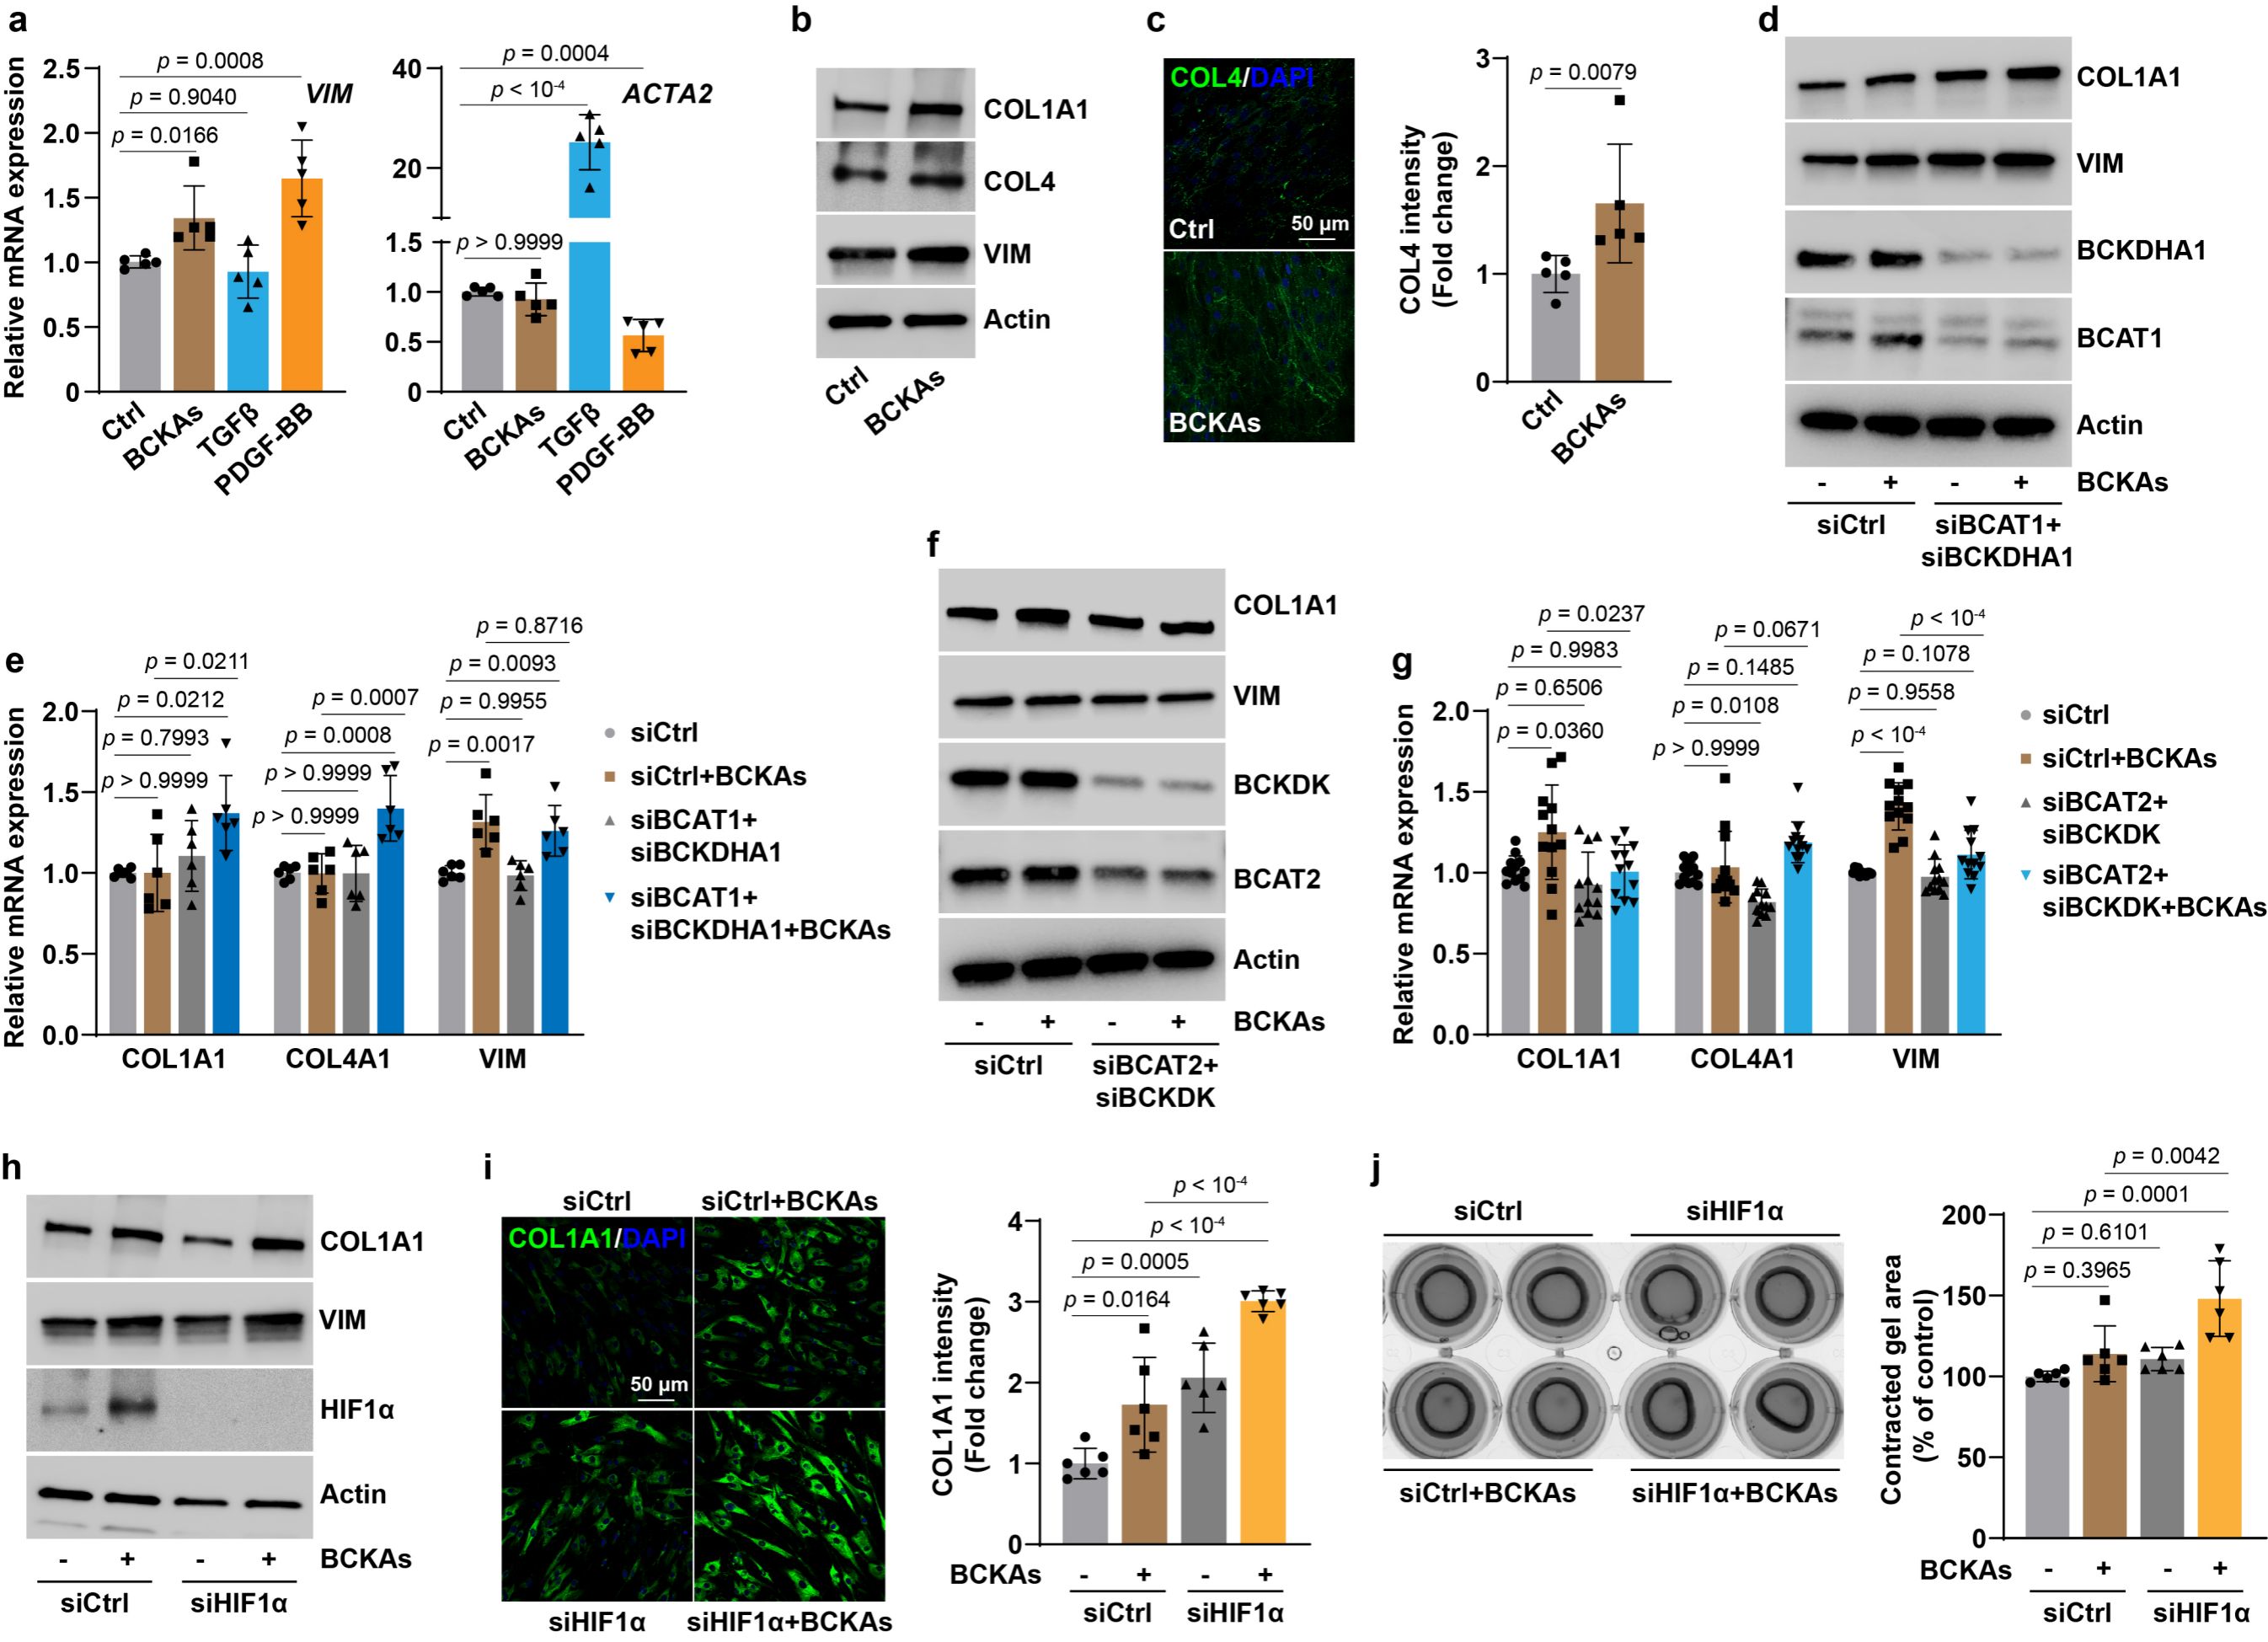 a
Relative mRNA expression
2.5
2.0
1.5
1.0
0.5
0
p = 0.0008
p = 0.9040
p = 0.0166
VIM
Ctrl
BCKAs
TGFβ
PDGF-BB
40
20
1.5
1.0
0.5
0
p = 0.0004
p < 10-4
p > 0.9999
ACTA2
Ctrl
BCKAs
TGFβ
PDGF-BB
b
COL1A1
COL4
VIM
Actin
Ctrl
BCKAs
c
COL4/DAPI
Ctrl
50 µm
BCKAs
COL4 intensity
(Fold change)
3
2
1
0
p = 0.0079
Ctrl
BCKAs
d
COL1A1
VIM
BCKDHA1
BCAT1
Actin
- + - + BCKAs
siCtrl
siBCAT1+
siBCKDHA1
e
Relative mRNA expression
2.0
1.5
1.0
0.5
0.0
p = 0.0211
p = 0.0212
p = 0.7993
p > 0.9999
p = 0.0007
p = 0.0008
p > 0.9999
p > 0.9999
p = 0.8716
p = 0.0093
p = 0.9955
p = 0.0017
COL1A1
COL4A1
VIM
siCtrl
siCtrl+BCKAs
siBCAT1+
siBCKDHA1
siBCAT1+
siBCKDHA1+BCKAs
f
COL1A1
VIM
BCKDK
BCAT2
Actin
- + - + BCKAs
siCtrl
siBCAT2+
siBCKDK
g
Relative mRNA expression
2.0
1.5
1.0
0.5
0.0
p = 0.0237
p = 0.9983
p = 0.6506
p = 0.0360
p = 0.0671
p = 0.1485
p = 0.0108
p > 0.9999
p < 10-4
p = 0.1078
p = 0.9558
p < 10-4
COL1A1
COL4A1
VIM
siCtrl
siCtrl+BCKAs
siBCAT2+
siBCKDK
siBCAT2+
siBCKDK+BCKAs
h
COL1A1
VIM
HIF1α
Actin
- + - + BCKAs
siCtrl
siHIF1α
i
siCtrl
siCtrl+BCKAs
COL1A1/DAPI
50 µm
siHIF1α
siHIF1α+BCKAs
COL1A1 intensity
(Fold change)
4
3
2
1
0
p < 10-4
p < 10-4
p = 0.0005
p = 0.0164
BCKAs - + - +
siCtrl
siHIF1α
j
siCtrl
siHIF1α
siCtrl+BCKAs
siHIF1α+BCKAs
Contracted gel area
(% of control)
200
150
100
50
0
p = 0.0042
p = 0.0001
p = 0.6101
p = 0.3965
BCKAs - + - +
siCtrl
siHIF1α